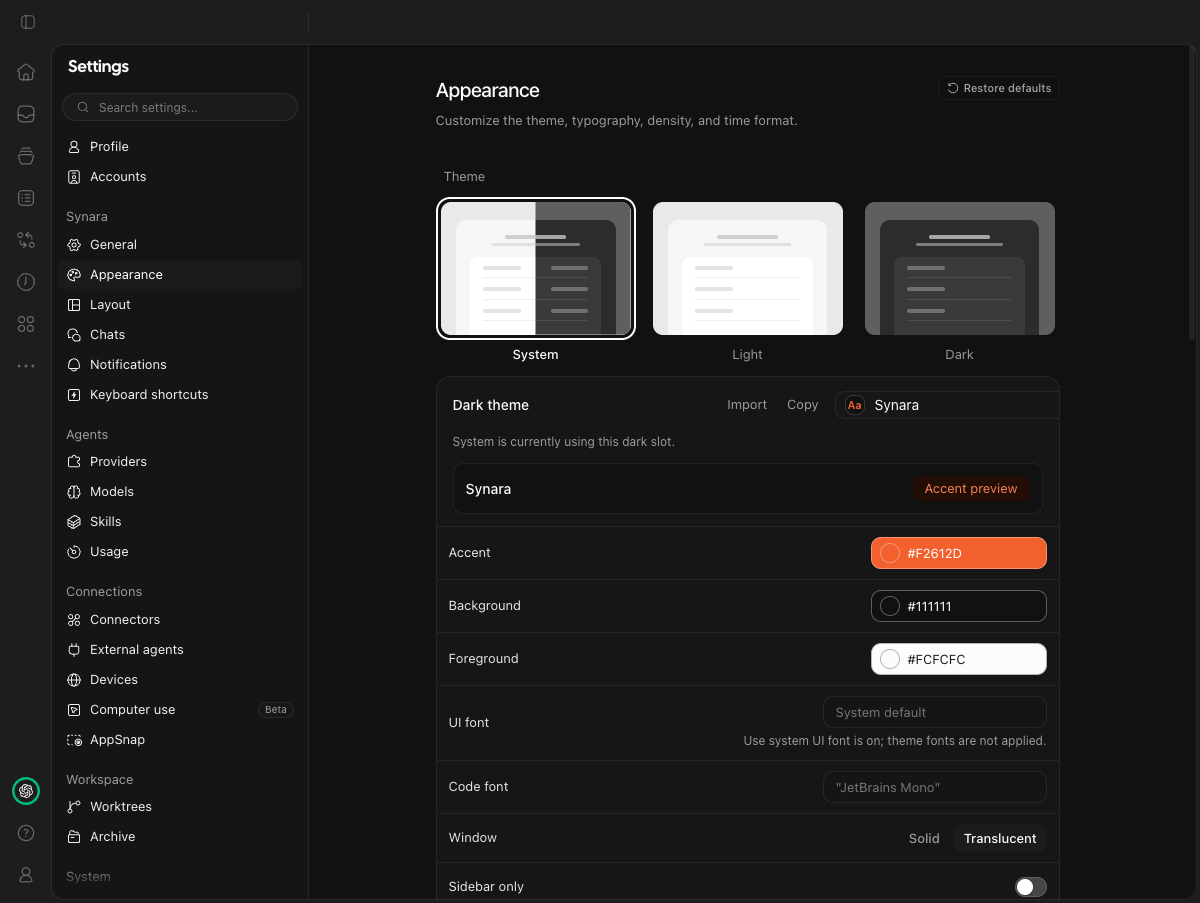 Settings
Search settings...
Profile
Accounts
Synara
General
Appearance
Layout
Chats
Notifications
Keyboard shortcuts
Agents
Providers
Models
Skills
Usage
Connections
Connectors
External agents
Devices
Computer use
Beta
AppSnap
Workspace
Worktrees
Archive
System
Appearance
Restore defaults
Customize the theme, typography, density, and time format.
Theme
System
Light
Dark
Dark theme
Import
Copy
Aa
Synara
System is currently using this dark slot.
Synara
Accent preview
Accent
#F2612D
Background
#111111
Foreground
#FCFCFC
UI font
System default
Use system UI font is on; theme fonts are not applied.
Code font
"JetBrains Mono"
Window
Solid
Translucent
Sidebar only